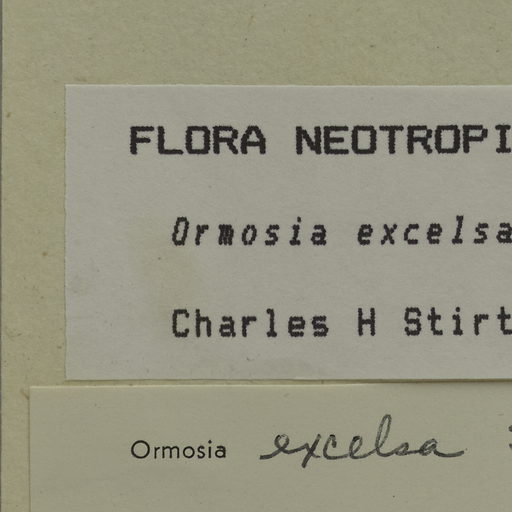 FLORA NEOTROPI
Ormosia excelsa
Charles H Stirt
Ormosia excelsa